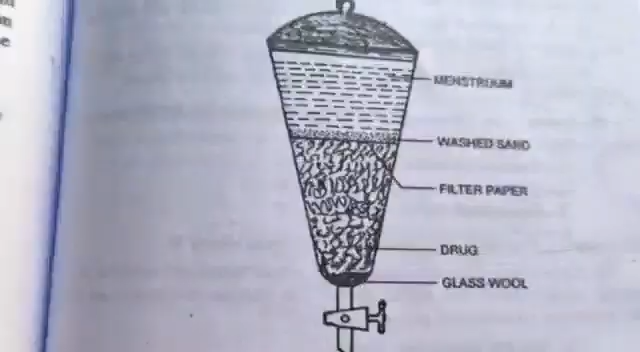 MENSTRUUM
WASHED SAND
FILTER PAPER
DRUG
GLASS WOOL